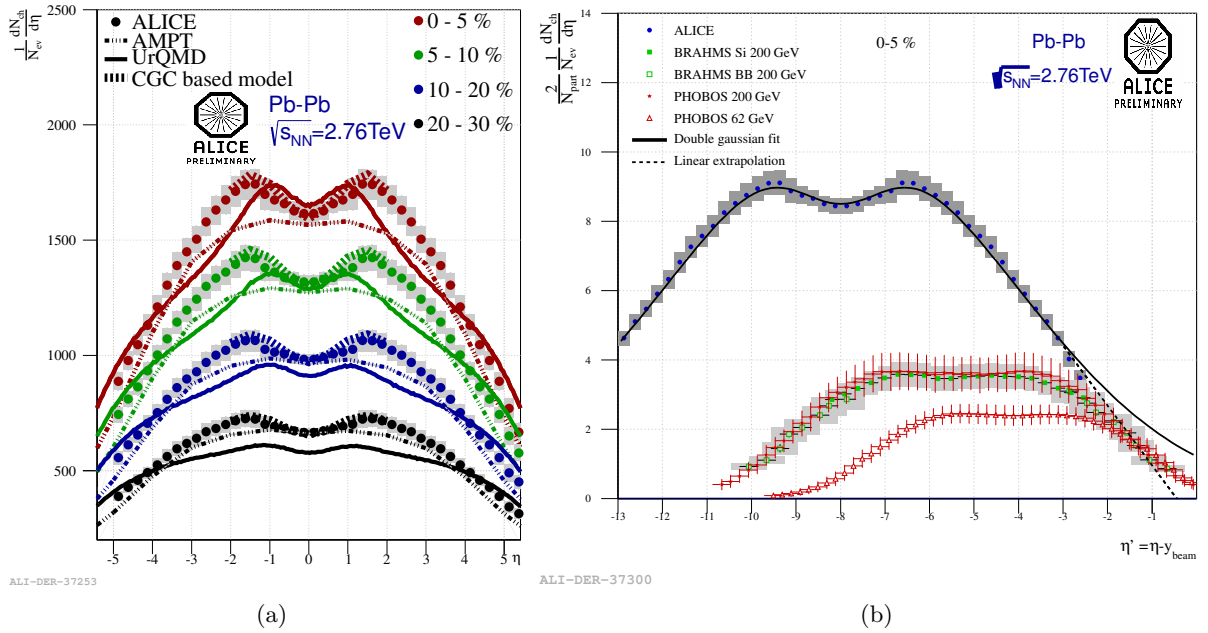 2500
2000
1500
1000
500
1/N_ev dN_ch/dη
ALICE
AMPT
UrQMD
CGC based model
0 - 5 %
5 - 10 %
10 - 20 %
20 - 30 %
ALICE
PRELIMINARY
Pb-Pb
√s_NN=2.76TeV
-5 -4 -3 -2 -1 0 1 2 3 4 5 η
ALI-DER-37253
(a)
14
12
10
8
6
4
2
0
2/N_part 1/N_ev dN_ch/dη
ALICE
BRAHMS Si 200 GeV
BRAHMS BB 200 GeV
PHOBOS 200 GeV
PHOBOS 62 GeV
Double gaussian fit
Linear extrapolation
0-5 %
Pb-Pb
√s_NN=2.76TeV
ALICE
PRELIMINARY
-13 -12 -11 -10 -9 -8 -7 -6 -5 -4 -3 -2 -1
η' =η-y_beam
ALI-DER-37300
(b)